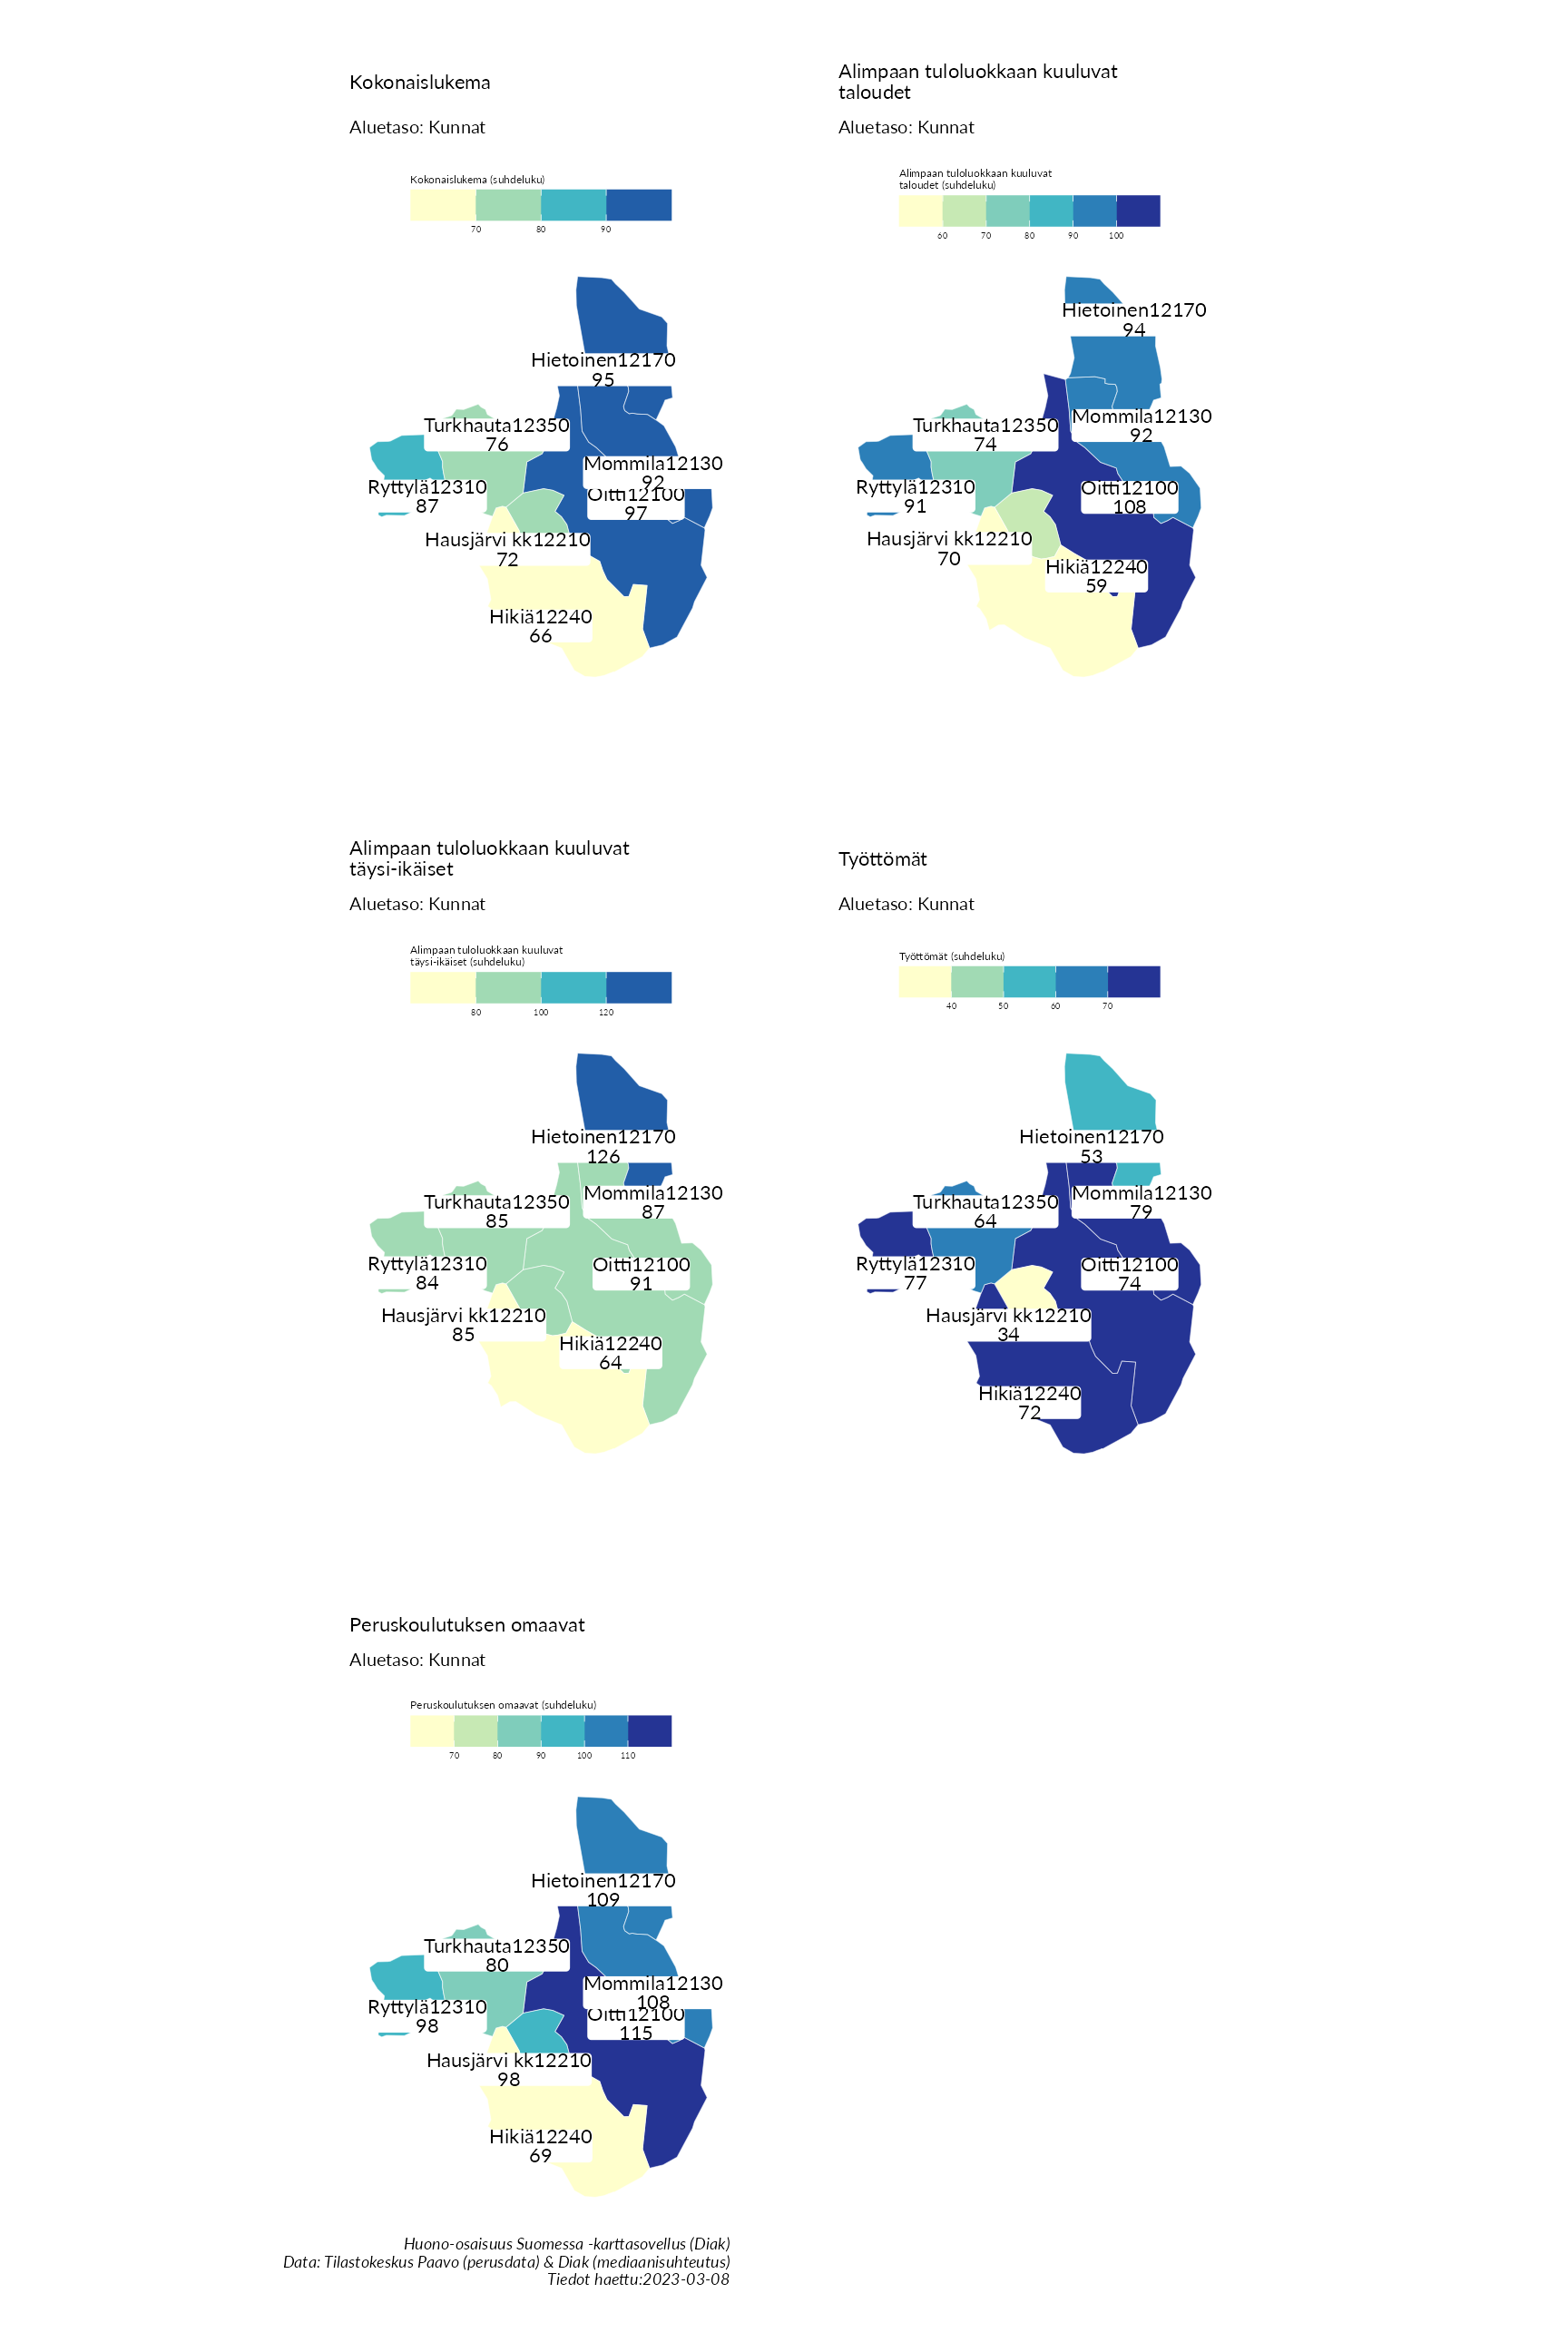 Kokonaislukema
Aluetaso: Kunnat
Kokonaislukema (suhdeluku)
70 80 90
Hietoinen12170
95
Turkhauta12350
76
Mommila12130
92
Ryttylä12310
87
Oitti12100
97
Hausjärvi kk12210
72
Hikiä12240
66
Alimpaan tuloluokkaan kuuluvat
taloudet
Aluetaso: Kunnat
Alimpaan tuloluokkaan kuuluvat
taloudet (suhdeluku)
60 70 80 90 100
Hietoinen12170
94
Mommila12130
92
Turkhauta12350
74
Ryttylä12310
91
Oitti12100
108
Hausjärvi kk12210
70
Hikiä12240
59
Alimpaan tuloluokkaan kuuluvat
täysi-ikäiset
Aluetaso: Kunnat
Alimpaan tuloluokkaan kuuluvat
täysi-ikäiset (suhdeluku)
80 100 120
Hietoinen12170
126
Mommila12130
87
Turkhauta12350
85
Ryttylä12310
84
Oitti12100
91
Hausjärvi kk12210
85
Hikiä12240
64
Työttömät
Aluetaso: Kunnat
Työttömät (suhdeluku)
40 50 60 70
Hietoinen12170
53
Mommila12130
79
Turkhauta12350
64
Ryttylä12310
77
Oitti12100
74
Hausjärvi kk12210
34
Hikiä12240
72
Peruskoulutuksen omaavat
Aluetaso: Kunnat
Peruskoulutuksen omaavat (suhdeluku)
70 80 90 100 110
Hietoinen12170
109
Turkhauta12350
80
Mommila12130
108
Ryttylä12310
98
Oitti12100
115
Hausjärvi kk12210
98
Hikiä12240
69
Huono-osaisuus Suomessa -karttasovellus (Diak)
Data: Tilastokeskus Paavo (perusdata) & Diak (mediaanisuhteutus)
Tiedot haettu:2023-03-08